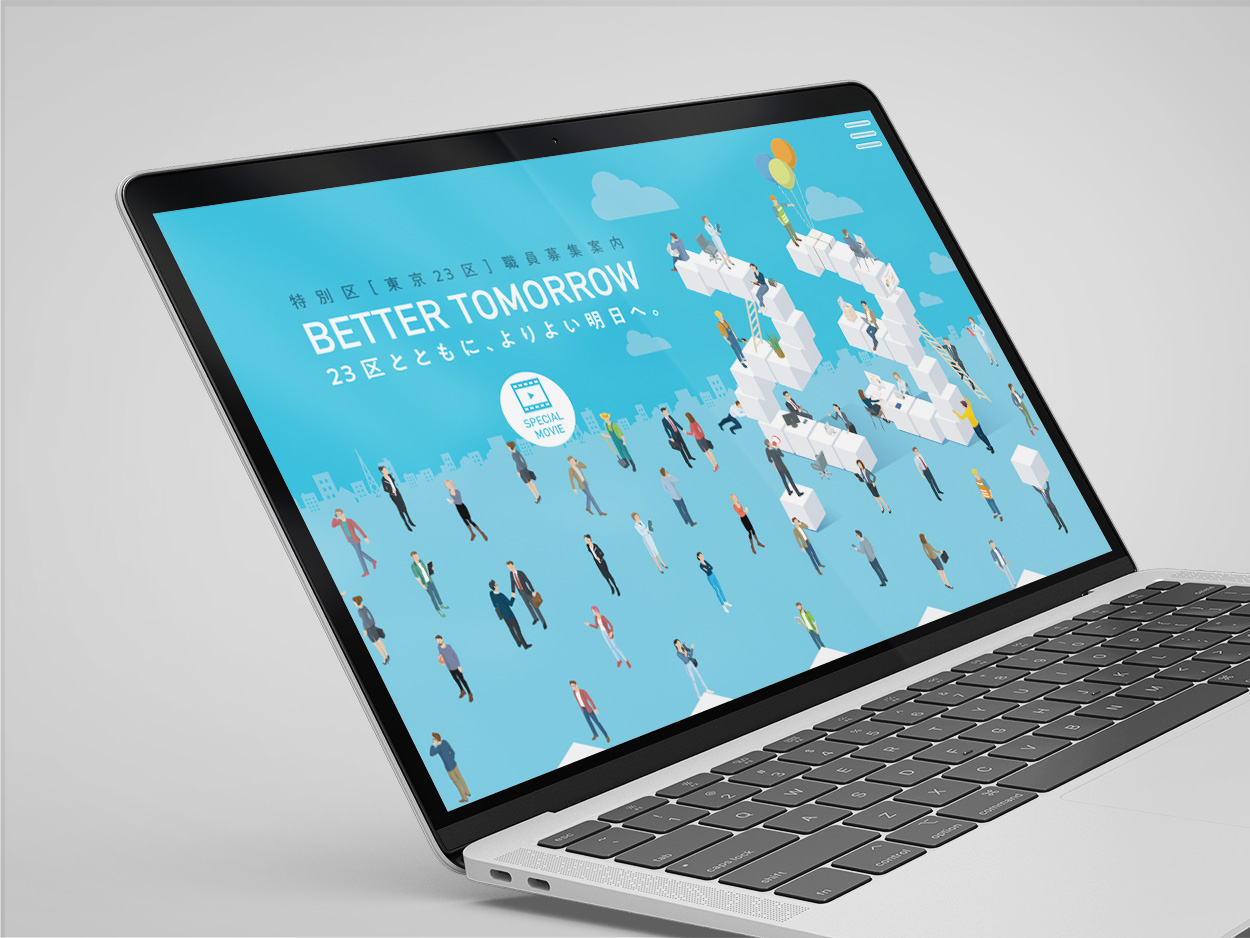 特別区[東京23区]職員募集案内
BETTER TOMORROW
23区とともに、よりよい明日へ。
SPECIAL
MOVIE
esc
tab
Q
W
E
R
T
Y
U
I
O
P
caps lock
A
S
D
F
G
H
J
K
L
shift
Z
X
C
V
B
N
M
fn
control
option
command